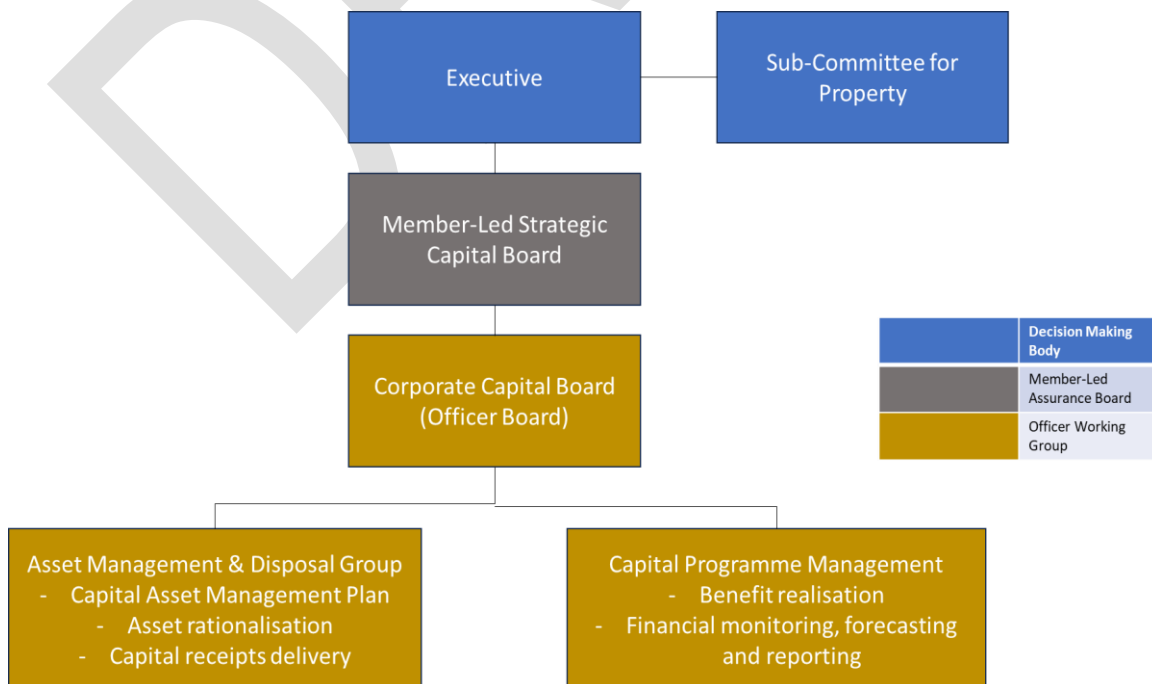 Executive
Sub-Committee for
Property
Member-Led Strategic
Capital Board
Corporate Capital Board
(Officer Board)
Decision Making
Body
Member-Led
Assurance Board
Officer Working
Group
Asset Management & Disposal Group
- Capital Asset Management Plan
- Asset rationalisation
- Capital receipts delivery
Capital Programme Management
- Benefit realisation
- Financial monitoring, forecasting
and reporting